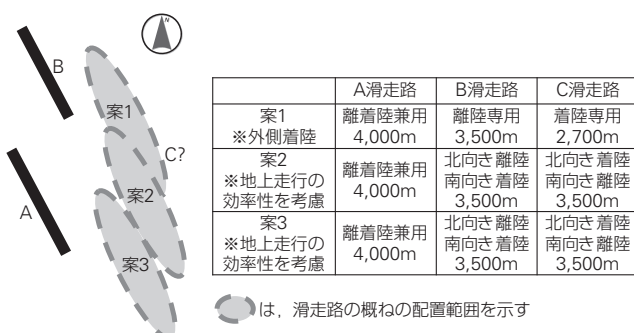 N
B
案1
C?
案2
A
案3
A滑走路 B滑走路 C滑走路
案1
※外側着陸
離着陸兼用
4,000m
離陸専用
3,500m
着陸専用
2,700m
案2
※地上走行の
効率性を考慮
離着陸兼用
4,000m
北向き離陸
南向き着陸
3,500m
北向き着陸
南向き離陸
3,500m
案3
※地上走行の
効率性を考慮
離着陸兼用
4,000m
北向き離陸
南向き着陸
3,500m
北向き着陸
南向き離陸
3,500m
は，滑走路の概ねの配置範囲を示す